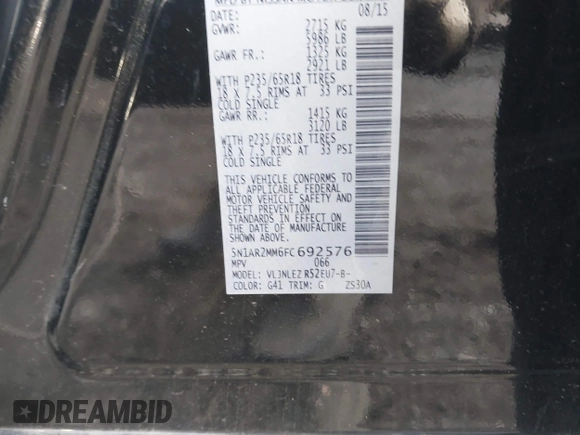 MFD BY NISSAN
DATE: 08/15
GVWR: 2715 KG
5986 LB
GAWR FR.: 1325 KG
2921 LB
WITH P235/65R18 TIRES
18 X 7.5 RIMS AT 33 PSI
COLD SINGLE
GAWR RR.: 1415 KG
3120 LB
WITH P235/65R18 TIRES
18 X 7.5 RIMS AT 33 PSI
COLD SINGLE
THIS VEHICLE CONFORMS TO
ALL APPLICABLE FEDERAL
MOTOR VEHICLE SAFETY AND
THEFT PREVENTION
STANDARDS IN EFFECT ON
THE DATE OF MANUFACTURE
SHOWN ABOVE.
5N1AR2MM6FC692576
MPV 066
MODEL: VLJNLEZ R52EU7-B-
COLOR: G41 TRIM: G ZS30A
DREAMBID